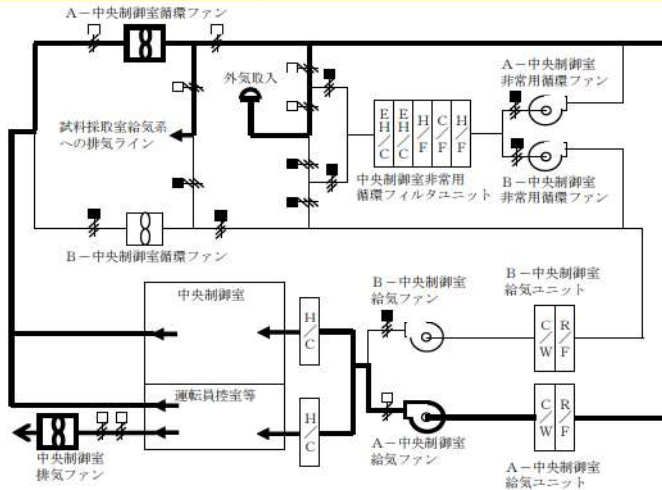 A－中央制御室循環ファン
外気取入
A－中央制御室
非常用循環ファン
試料採取室給気系
への排気ライン
E
H
/
C
E
H
/
C
H
/
F
C
/
F
H
/
F
中央制御室非常用
循環フィルタユニット
B－中央制御室
非常用循環ファン
B－中央制御室循環ファン
中央制御室
H
/
C
B－中央制御室
給気ファン
B－中央制御室
給気ユニット
C
/
W
R
/
F
運転員控室等
H
/
C
C
/
W
R
/
F
中央制御室
排気ファン
A－中央制御室
給気ファン
A－中央制御室
給気ユニット